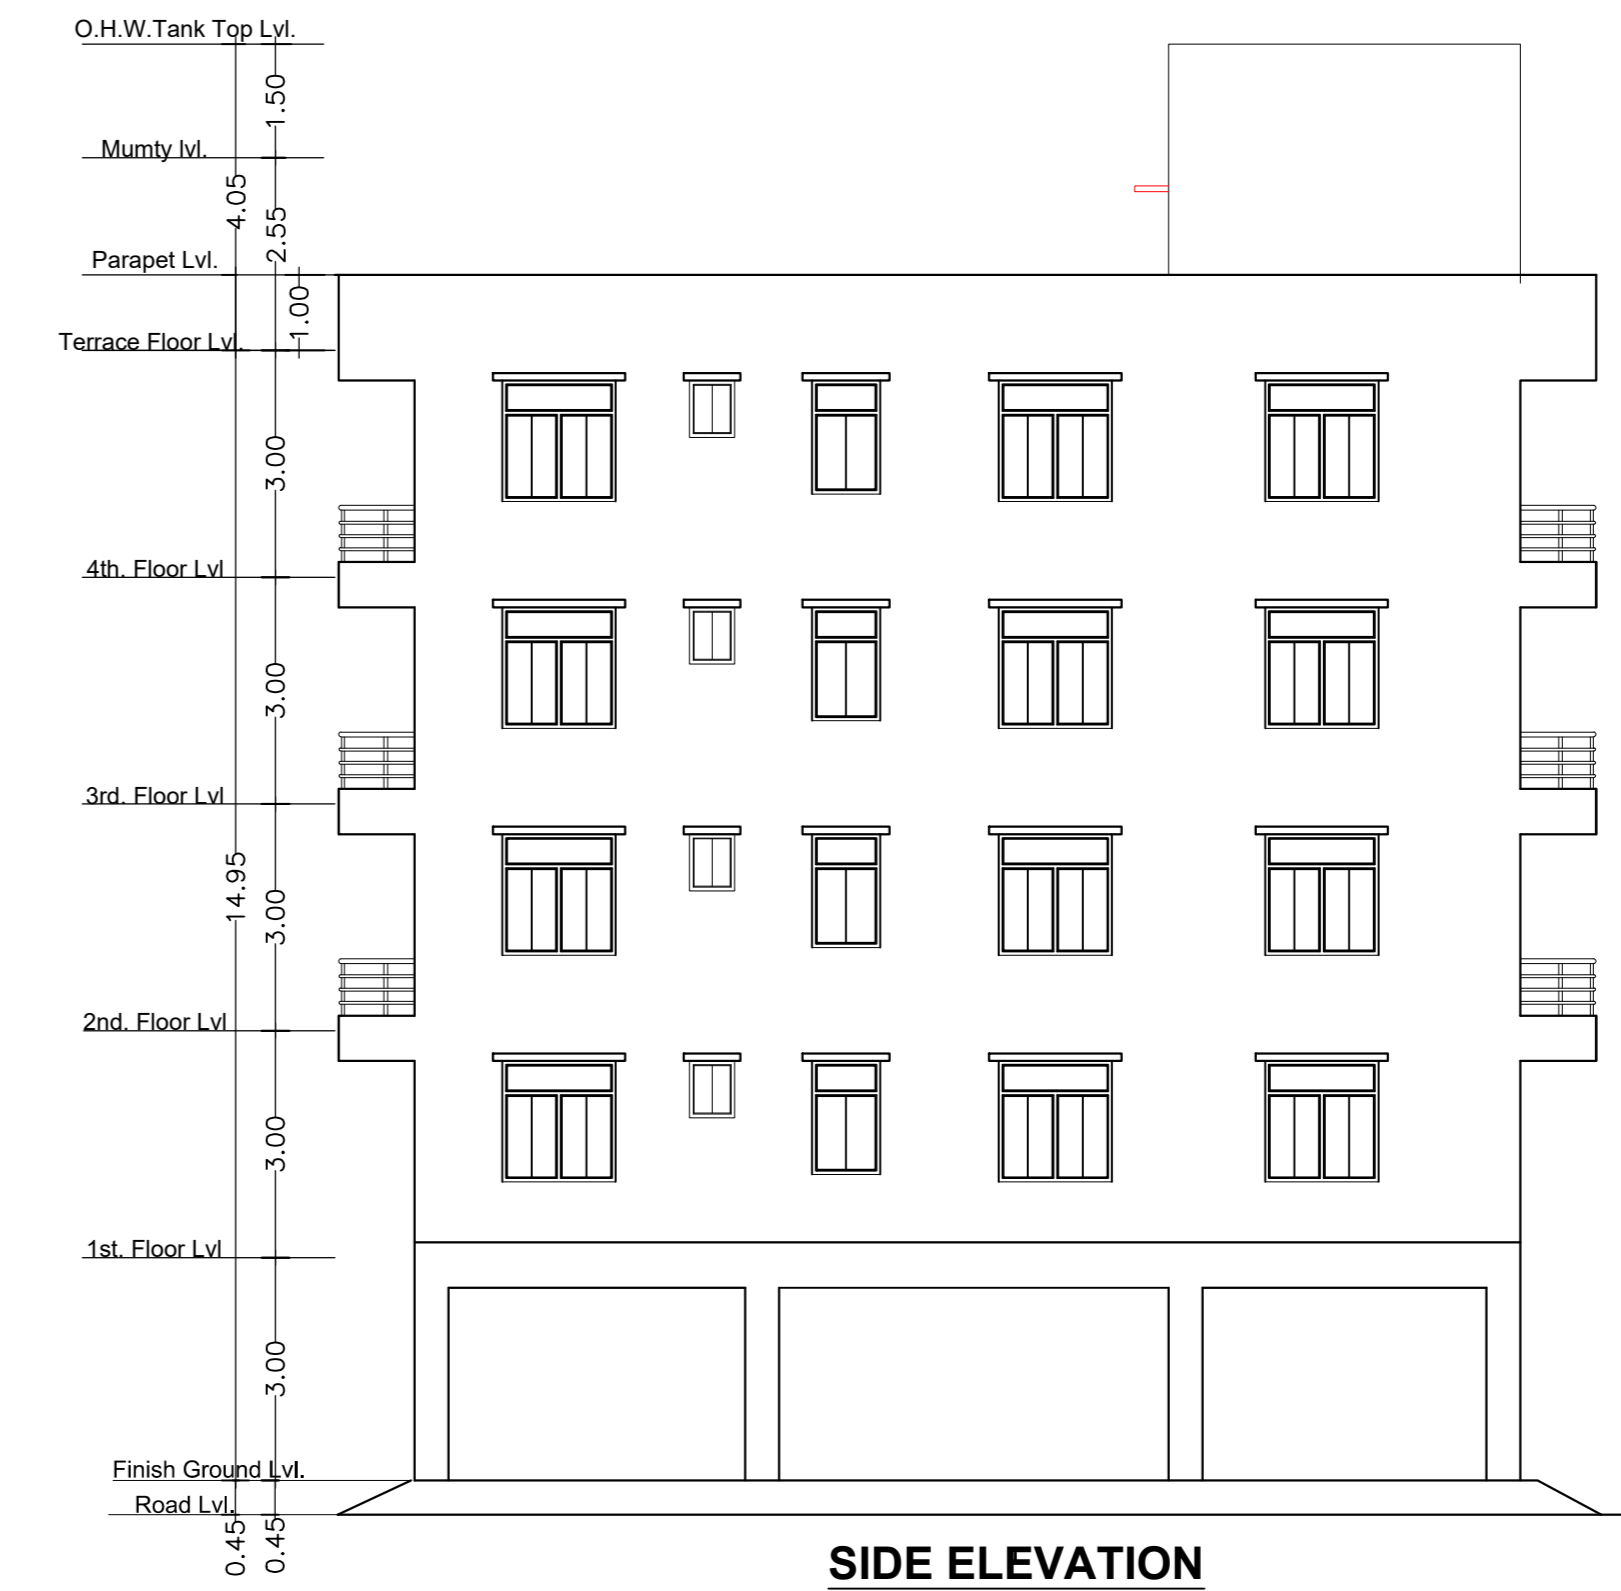 O.H.W.Tank Top Lvl.
1.50
Mumty lvl.
4.05
2.55
Parapet Lvl.
1.00
Terrace Floor Lvl.
3.00
4th. Floor Lvl
3.00
3rd. Floor Lvl
14.95
3.00
2nd. Floor Lvl
3.00
1st. Floor Lvl
3.00
Finish Ground Lvl.
Road Lvl.
0.45
0.45
SIDE ELEVATION